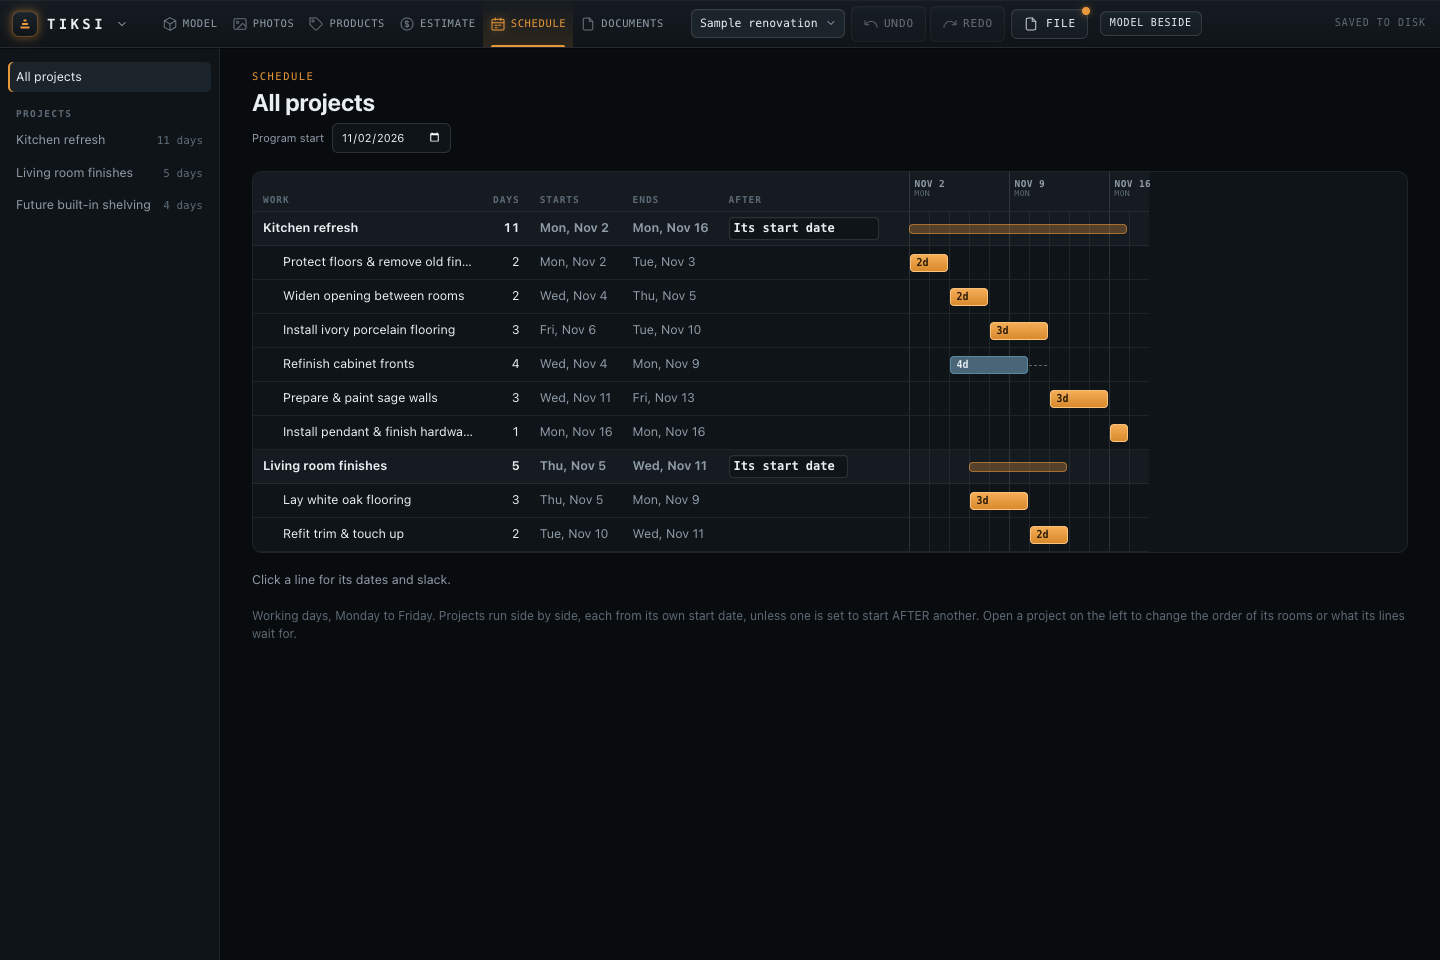 TIKSI
MODEL
PHOTOS
PRODUCTS
ESTIMATE
SCHEDULE
DOCUMENTS
Sample renovation
UNDO
REDO
FILE
MODEL BESIDE
SAVED TO DISK
All projects
PROJECTS
Kitchen refresh 11 days
Living room finishes 5 days
Future built-in shelving 4 days
SCHEDULE
All projects
Program start 11/02/2026
WORK DAYS STARTS ENDS AFTER NOV 2 MON NOV 9 MON NOV 16 MON
Kitchen refresh 11 Mon, Nov 2 Mon, Nov 16 Its start date
Protect floors & remove old fin... 2 Mon, Nov 2 Tue, Nov 3 2d
Widen opening between rooms 2 Wed, Nov 4 Thu, Nov 5 2d
Install ivory porcelain flooring 3 Fri, Nov 6 Tue, Nov 10 3d
Refinish cabinet fronts 4 Wed, Nov 4 Mon, Nov 9 4d
Prepare & paint sage walls 3 Wed, Nov 11 Fri, Nov 13 3d
Install pendant & finish hardwa... 1 Mon, Nov 16 Mon, Nov 16
Living room finishes 5 Thu, Nov 5 Wed, Nov 11 Its start date
Lay white oak flooring 3 Thu, Nov 5 Mon, Nov 9 3d
Refit trim & touch up 2 Tue, Nov 10 Wed, Nov 11 2d
Click a line for its dates and slack.
Working days, Monday to Friday. Projects run side by side, each from its own start date, unless one is set to start AFTER another. Open a project on the left to change the order of its rooms or what its lines
wait for.